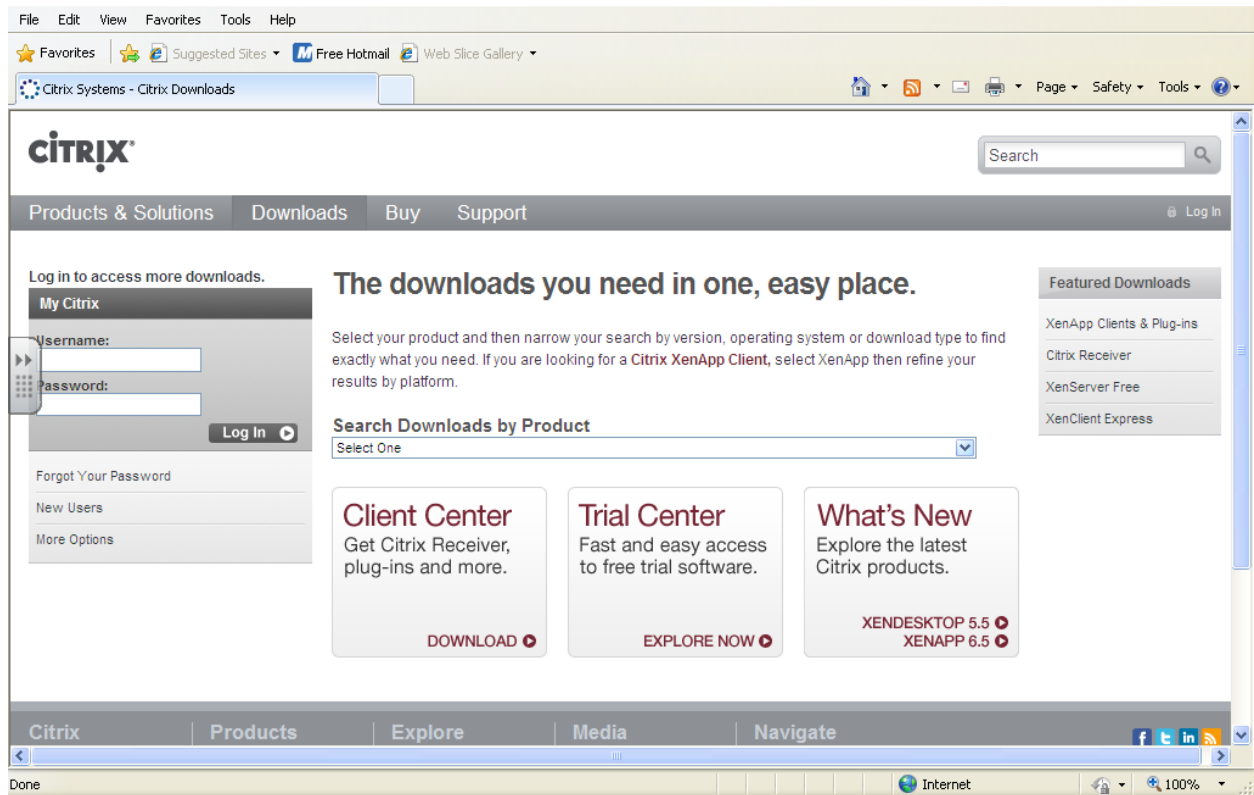 File Edit View Favorites Tools Help
Favorites Suggested Sites Free Hotmail Web Slice Gallery
Citrix Systems - Citrix Downloads
Page Safety Tools
CITRIX
Search
Products & Solutions Downloads Buy Support
Log In
Log in to access more downloads.
My Citrix
Username:
Password:
Log In
Forgot Your Password
New Users
More Options
The downloads you need in one, easy place.
Select your product and then narrow your search by version, operating system or download type to find
exactly what you need. If you are looking for a Citrix XenApp Client, select XenApp then refine your
results by platform.
Search Downloads by Product
Select One
Client Center
Get Citrix Receiver,
plug-ins and more.
DOWNLOAD
Trial Center
Fast and easy access
to free trial software.
EXPLORE NOW
What's New
Explore the latest
Citrix products.
XENDESKTOP 5.5
XENAPP 6.5
Featured Downloads
XenApp Clients & Plug-ins
Citrix Receiver
XenServer Free
XenClient Express
Citrix Products Explore Media Navigate
Done
Internet
100%